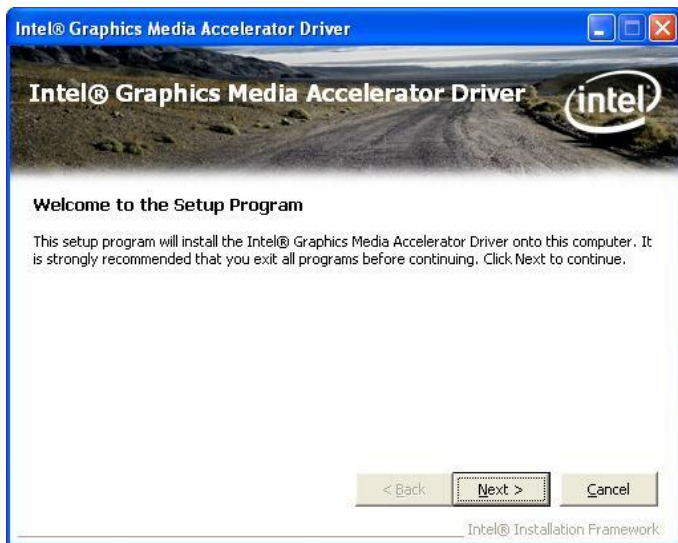 Intel® Graphics Media Accelerator Driver
Intel® Graphics Media Accelerator Driver
intel
Welcome to the Setup Program
This setup program will install the Intel® Graphics Media Accelerator Driver onto this computer. It
is strongly recommended that you exit all programs before continuing. Click Next to continue.
< Back
Next >
Cancel
Intel® Installation Framework